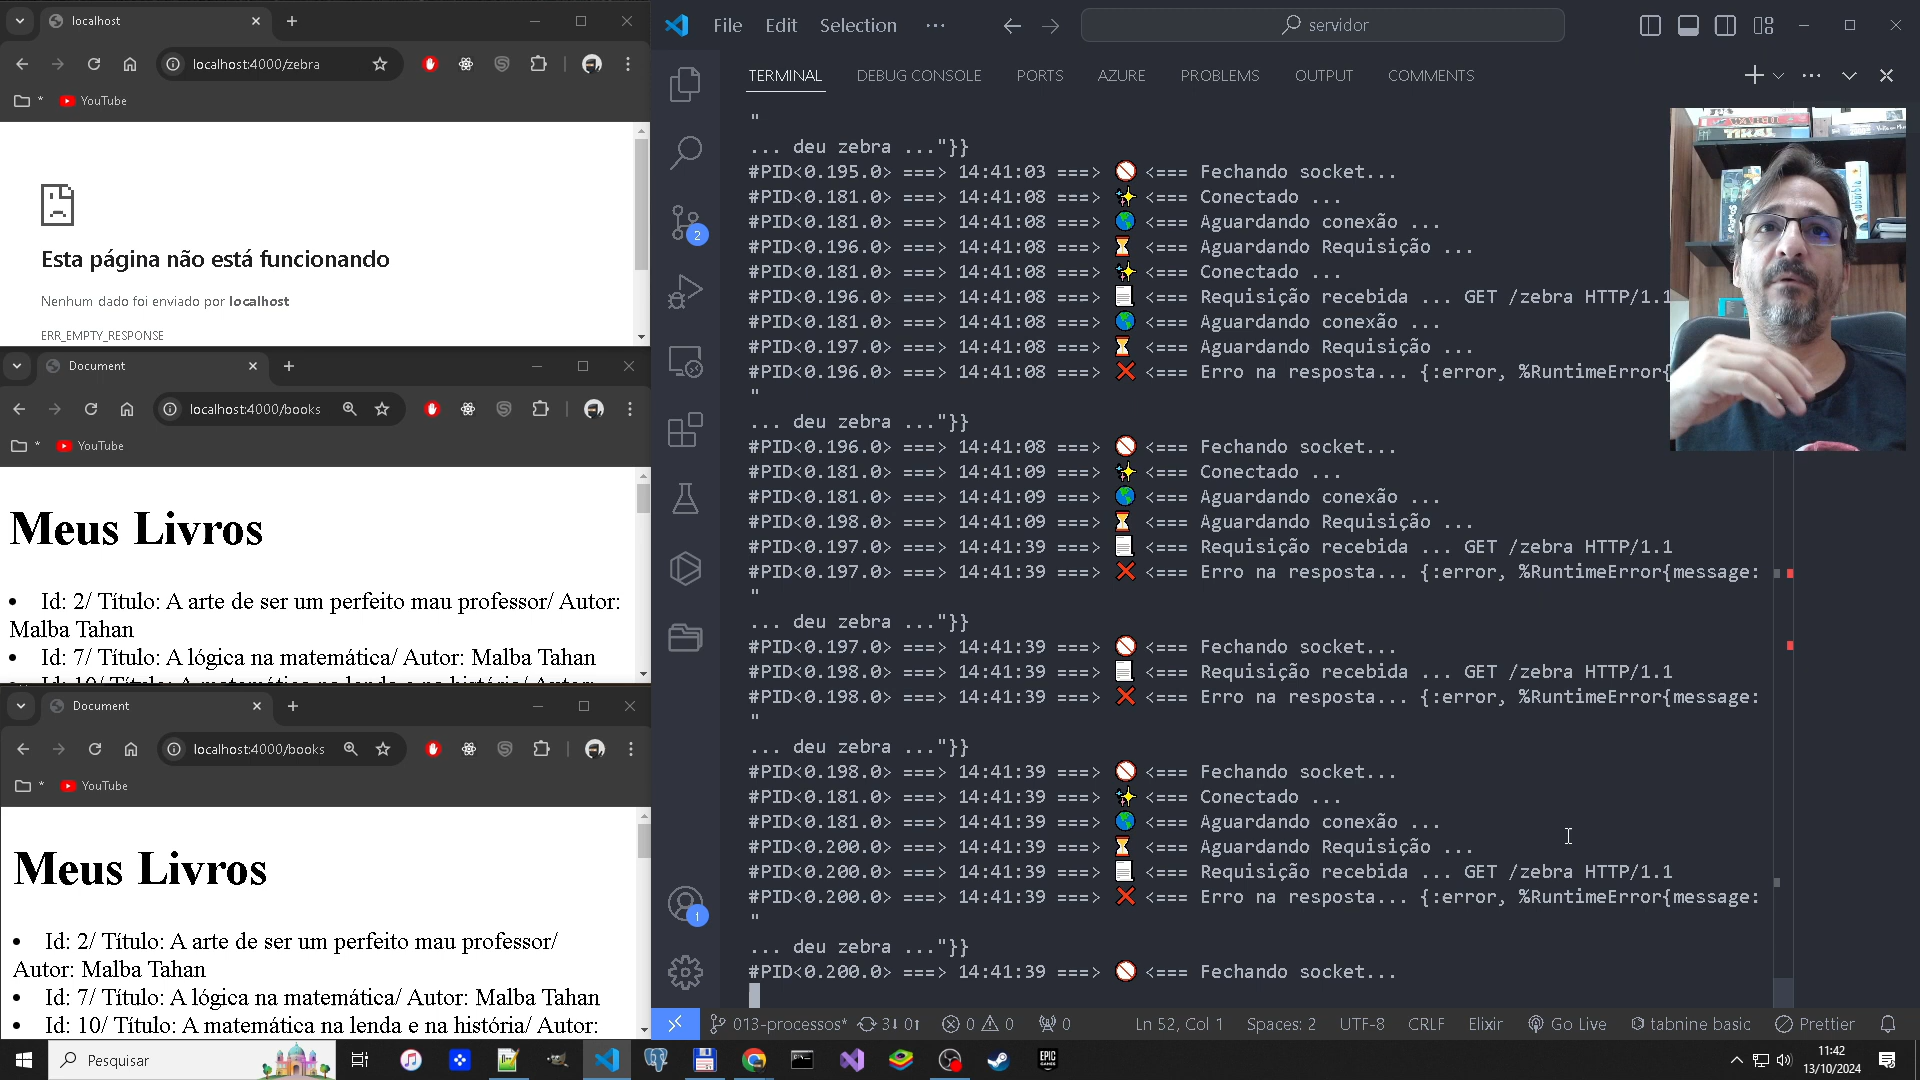 localhost
localhost:4000/zebra
*
YouTube
Esta página não está funcionando
Nenhum dado foi enviado por localhost
ERR_EMPTY_RESPONSE
Document
localhost:4000/books
*
YouTube
Meus Livros
• Id: 2/ Título: A arte de ser um perfeito mau professor/ Autor:
Malba Tahan
• Id: 7/ Título: A lógica na matemática/ Autor: Malba Tahan
• Id: 10/ Título: A matemática na lenda e na história/ Autor:
Document
localhost:4000/books
*
YouTube
Meus Livros
• Id: 2/ Título: A arte de ser um perfeito mau professor/
Autor: Malba Tahan
• Id: 7/ Título: A lógica na matemática/ Autor: Malba Tahan
• Id: 10/ Título: A matemática na lenda e na história/ Autor:
File Edit Selection ···
servidor
TERMINAL DEBUG CONSOLE PORTS AZURE PROBLEMS OUTPUT COMMENTS
"
... deu zebra ..."}}
#PID<0.195.0> ===> 14:41:03 ===> 🚫 <=== Fechando socket...
#PID<0.181.0> ===> 14:41:08 ===> ✨ <=== Conectado ...
#PID<0.181.0> ===> 14:41:08 ===> 🌎 <=== Aguardando conexão ...
#PID<0.196.0> ===> 14:41:08 ===> ⏳ <=== Aguardando Requisição ...
#PID<0.181.0> ===> 14:41:08 ===> ✨ <=== Conectado ...
#PID<0.196.0> ===> 14:41:08 ===> 📃 <=== Requisição recebida ... GET /zebra HTTP/1.1
#PID<0.181.0> ===> 14:41:08 ===> 🌎 <=== Aguardando conexão ...
#PID<0.197.0> ===> 14:41:08 ===> ⏳ <=== Aguardando Requisição ...
#PID<0.196.0> ===> 14:41:08 ===> ❌ <=== Erro na resposta... {:error, %RuntimeError{
"
... deu zebra ..."}}
#PID<0.196.0> ===> 14:41:08 ===> 🚫 <=== Fechando socket...
#PID<0.181.0> ===> 14:41:09 ===> ✨ <=== Conectado ...
#PID<0.181.0> ===> 14:41:09 ===> 🌎 <=== Aguardando conexão ...
#PID<0.198.0> ===> 14:41:09 ===> ⏳ <=== Aguardando Requisição ...
#PID<0.197.0> ===> 14:41:39 ===> 📃 <=== Requisição recebida ... GET /zebra HTTP/1.1
#PID<0.197.0> ===> 14:41:39 ===> ❌ <=== Erro na resposta... {:error, %RuntimeError{message:
"
... deu zebra ..."}}
#PID<0.197.0> ===> 14:41:39 ===> 🚫 <=== Fechando socket...
#PID<0.198.0> ===> 14:41:39 ===> 📃 <=== Requisição recebida ... GET /zebra HTTP/1.1
#PID<0.198.0> ===> 14:41:39 ===> ❌ <=== Erro na resposta... {:error, %RuntimeError{message:
"
... deu zebra ..."}}
#PID<0.198.0> ===> 14:41:39 ===> 🚫 <=== Fechando socket...
#PID<0.181.0> ===> 14:41:39 ===> ✨ <=== Conectado ...
#PID<0.181.0> ===> 14:41:39 ===> 🌎 <=== Aguardando conexão ...
#PID<0.200.0> ===> 14:41:39 ===> ⏳ <=== Aguardando Requisição ...
#PID<0.200.0> ===> 14:41:39 ===> 📃 <=== Requisição recebida ... GET /zebra HTTP/1.1
#PID<0.200.0> ===> 14:41:39 ===> ❌ <=== Erro na resposta... {:error, %RuntimeError{message:
"
... deu zebra ..."}}
#PID<0.200.0> ===> 14:41:39 ===> 🚫 <=== Fechando socket...
2
1
TIKAL
013-processos* 3↓ 0↑ 0 0 0 Ln 52, Col 1 Spaces: 2 UTF-8 CRLF Elixir Go Live tabnine basic Prettier
Pesquisar
EPIC GAMES
11:42
13/10/2024